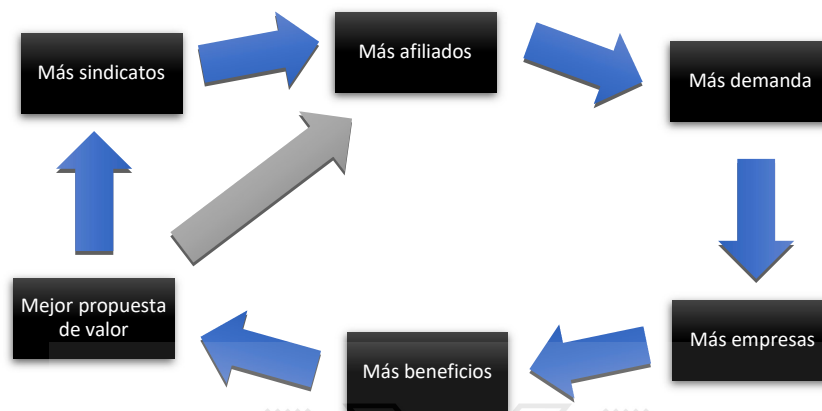 Más sindicatos
Más afiliados
Más demanda
Más empresas
Más beneficios
Mejor propuesta
de valor